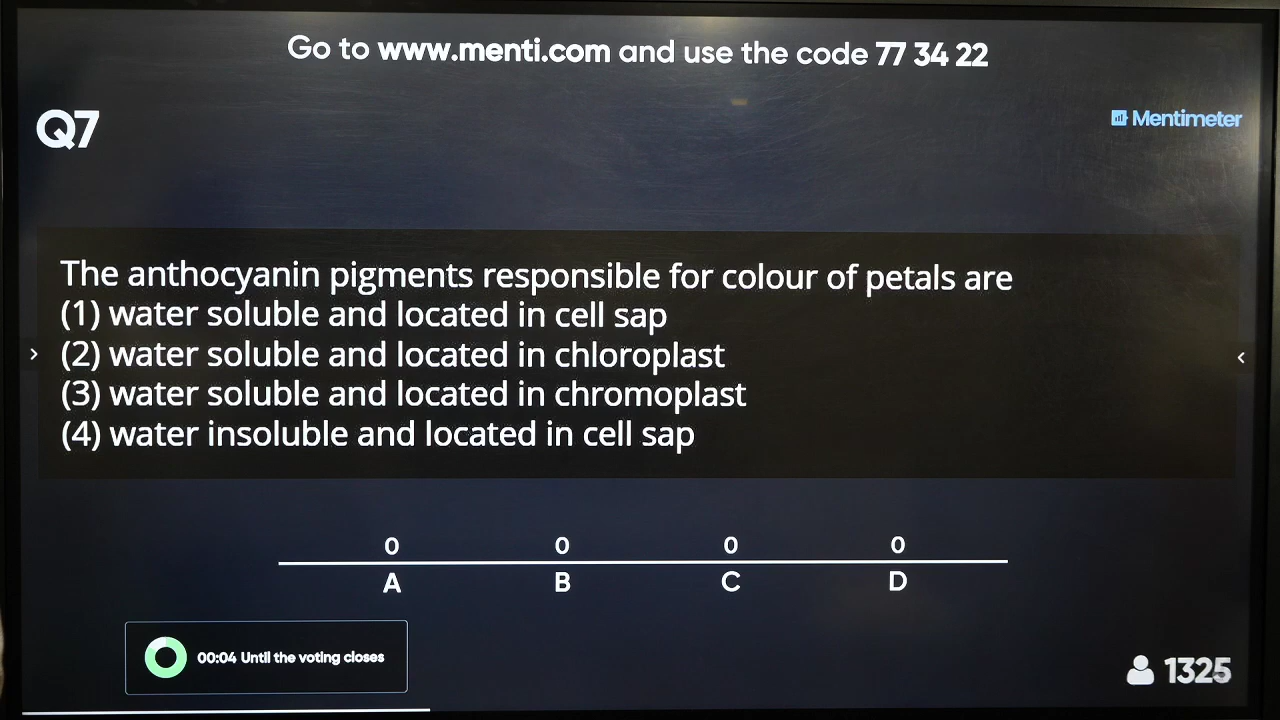 Go to www.menti.com and use the code 77 34 22
Q7
Mentimeter
The anthocyanin pigments responsible for colour of petals are
(1) water soluble and located in cell sap
(2) water soluble and located in chloroplast
(3) water soluble and located in chromoplast
(4) water insoluble and located in cell sap
0 0 0 0
A B C D
00:04 Until the voting closes
1325